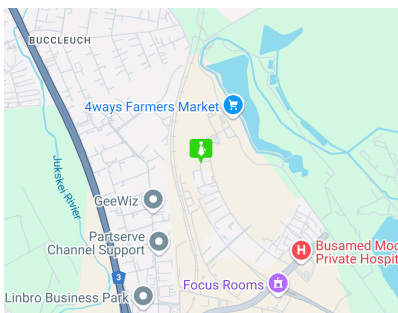 BUCCLEUCH
4ways Farmers Market
Jukskei Rivier
GeeWiz
Partserve
Channel Support
Busamed Mod
Private Hospit
3
Focus Rooms
Linbro Business Park
H